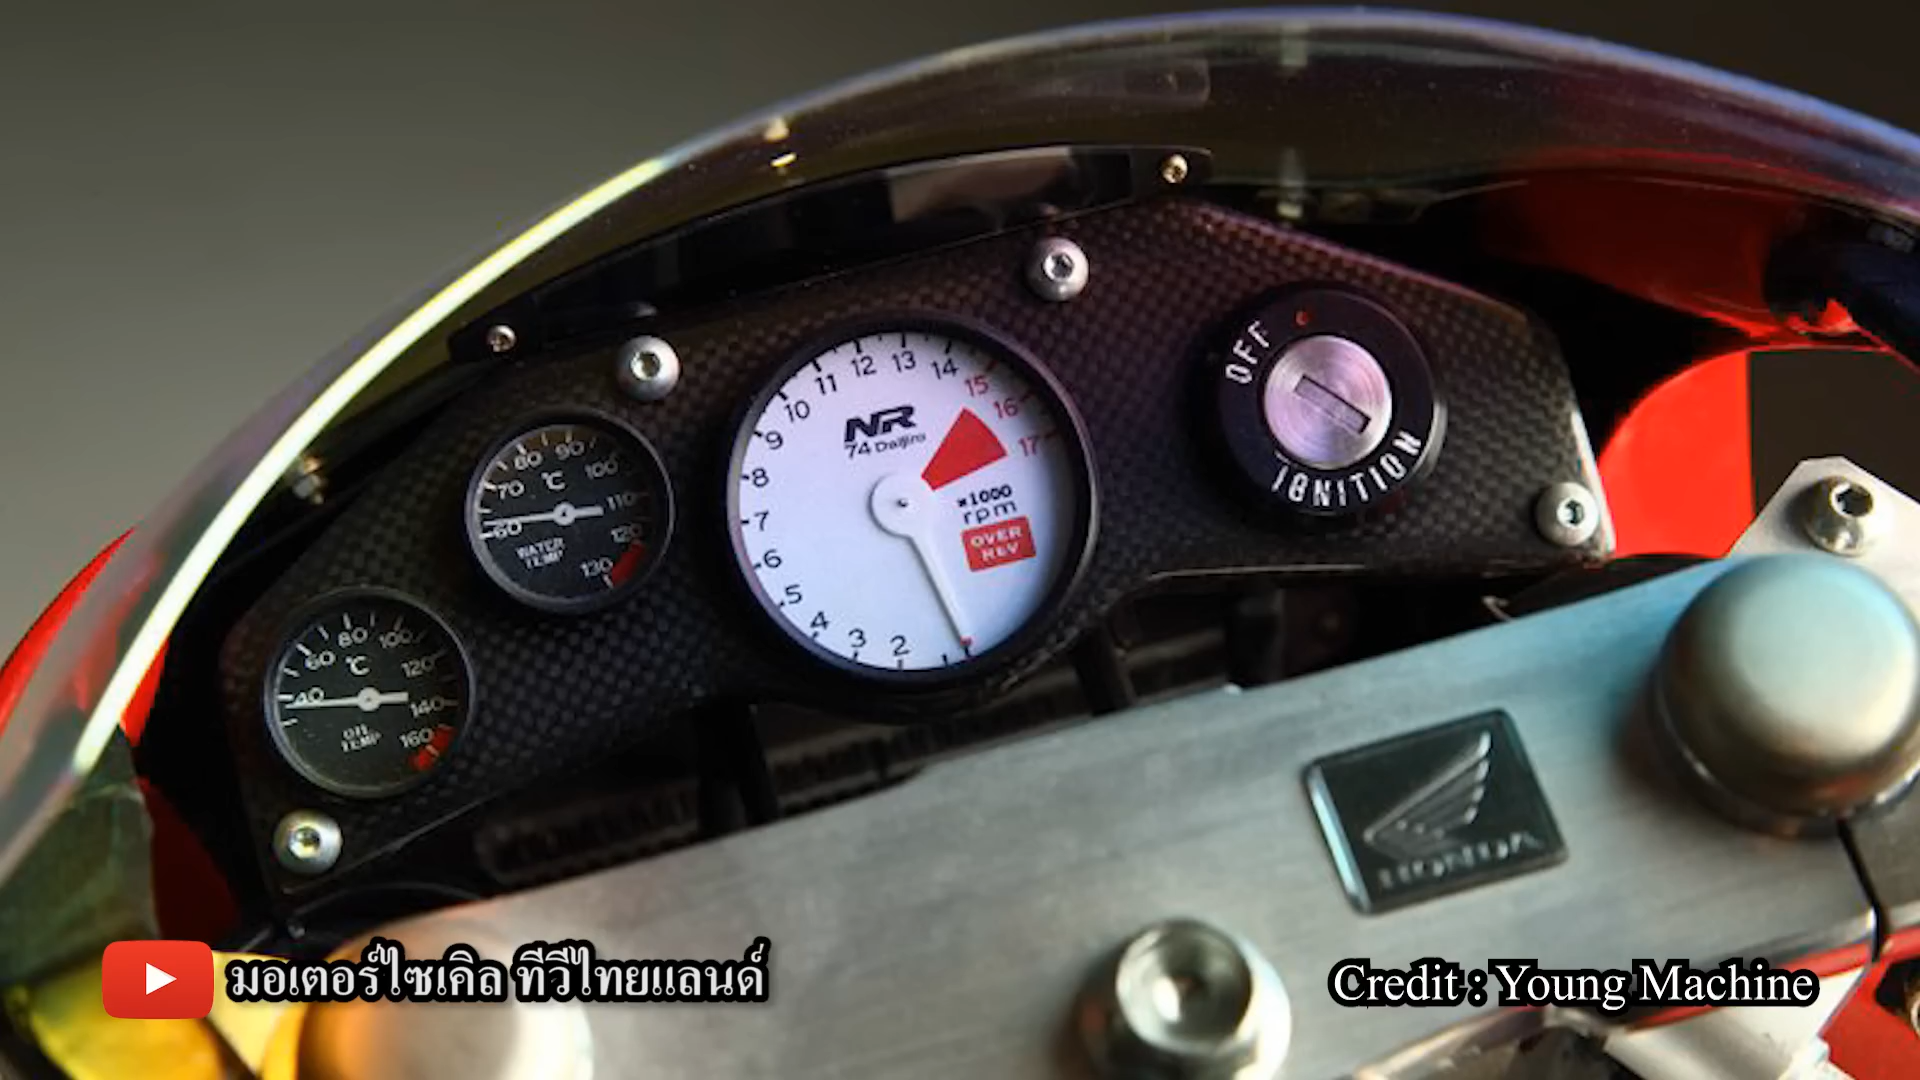 11 12 13 14 15 16 17
10
9
8
7
6
5
4
3
2
NR
74 Daijiro
×1000
rpm
OVER
REV
OFF
IGNITION
60 70 80 90 100 110 120 130
°C
WATER
TEMP
40 60 80 100 120 140 160
°C
OIL
TEMP
HONDA
มอเตอร์ไซเคิล ทีวีไทยแลนด์
Credit : Young Machine